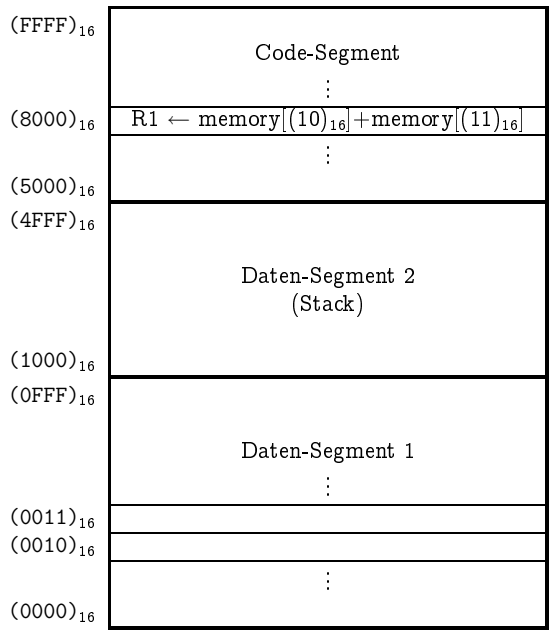 (FFFF)₁₆
Code-Segment
⋮
(8000)₁₆ R1 ← memory[(10)₁₆]+memory[(11)₁₆]
⋮
(5000)₁₆
(4FFF)₁₆
Daten-Segment 2
(Stack)
(1000)₁₆
(0FFF)₁₆
Daten-Segment 1
⋮
(0011)₁₆
(0010)₁₆
⋮
(0000)₁₆